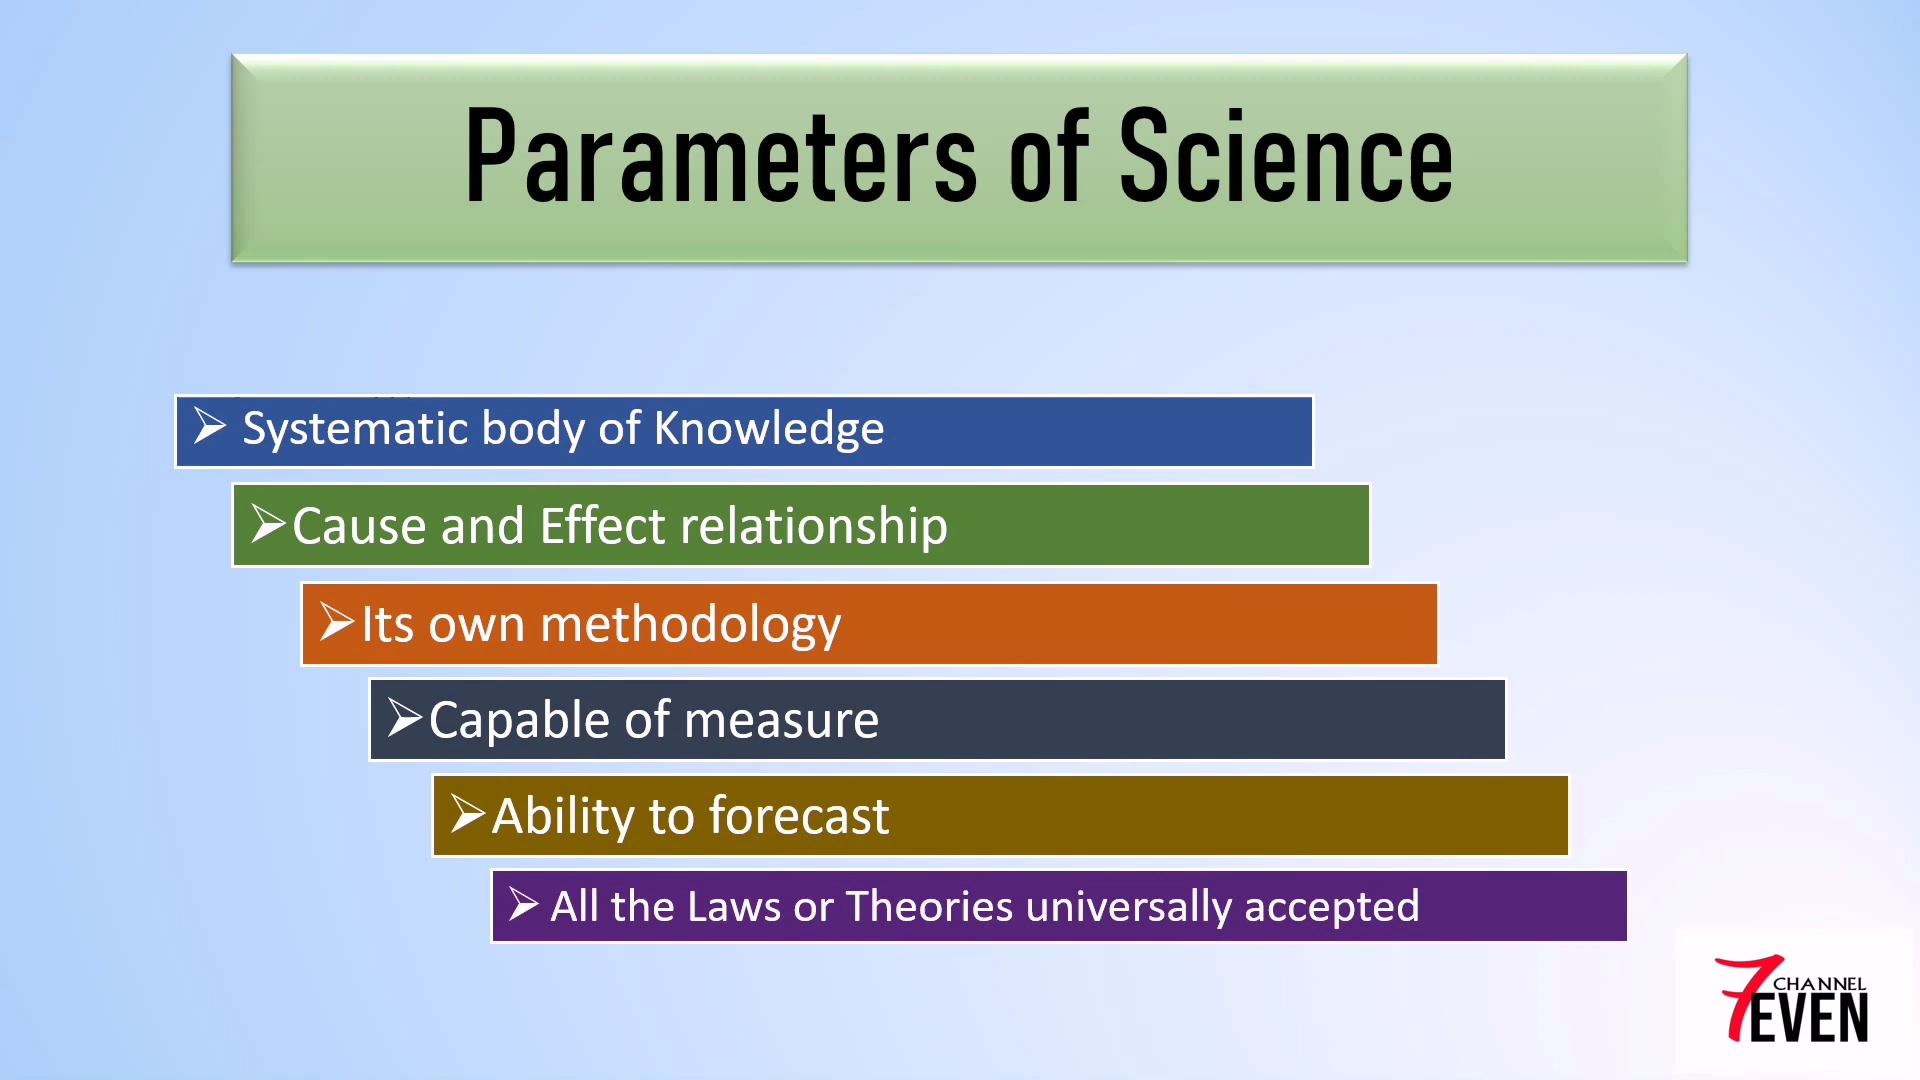 Parameters of Science
Systematic body of Knowledge
Cause and Effect relationship
Its own methodology
Capable of measure
Ability to forecast
All the Laws or Theories universally accepted
CHANNEL
7EVEN